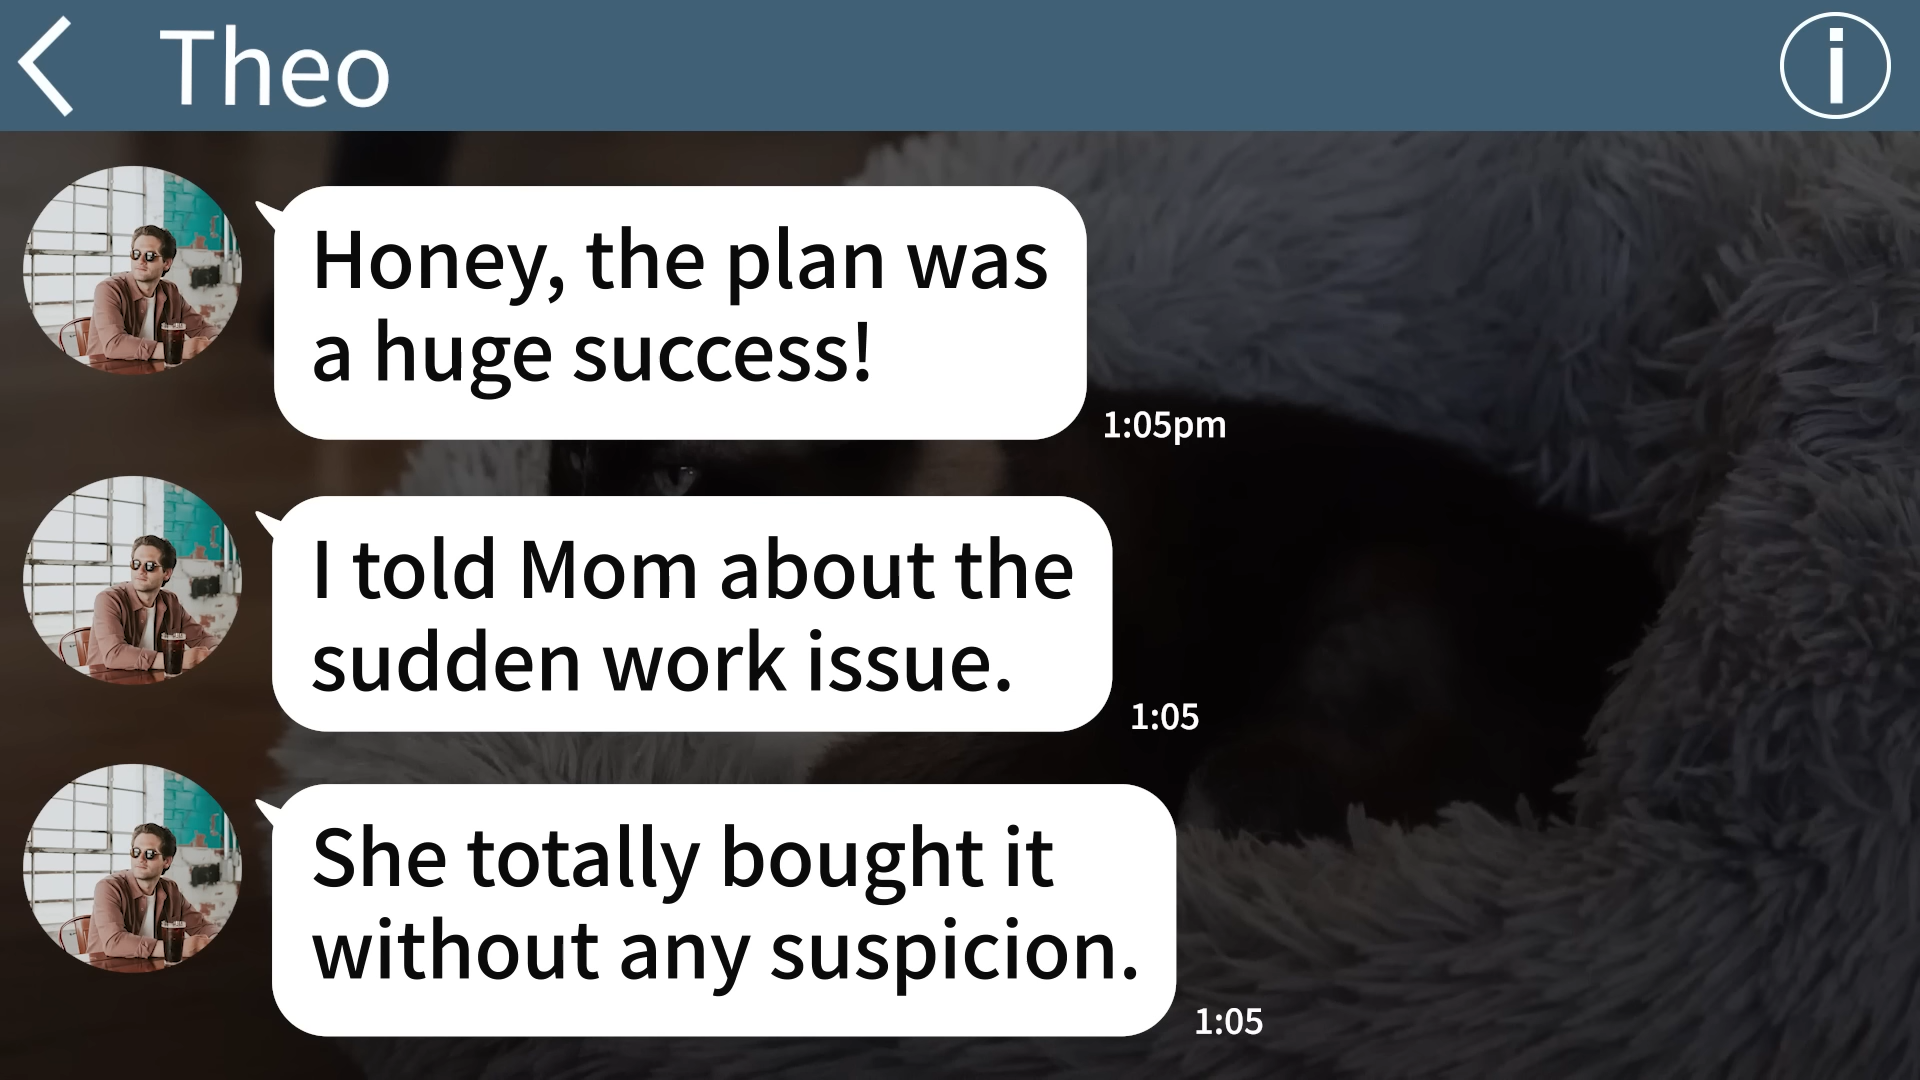 Theo
Honey, the plan was
a huge success!
1:05pm
I told Mom about the
sudden work issue.
1:05
She totally bought it
without any suspicion.
1:05